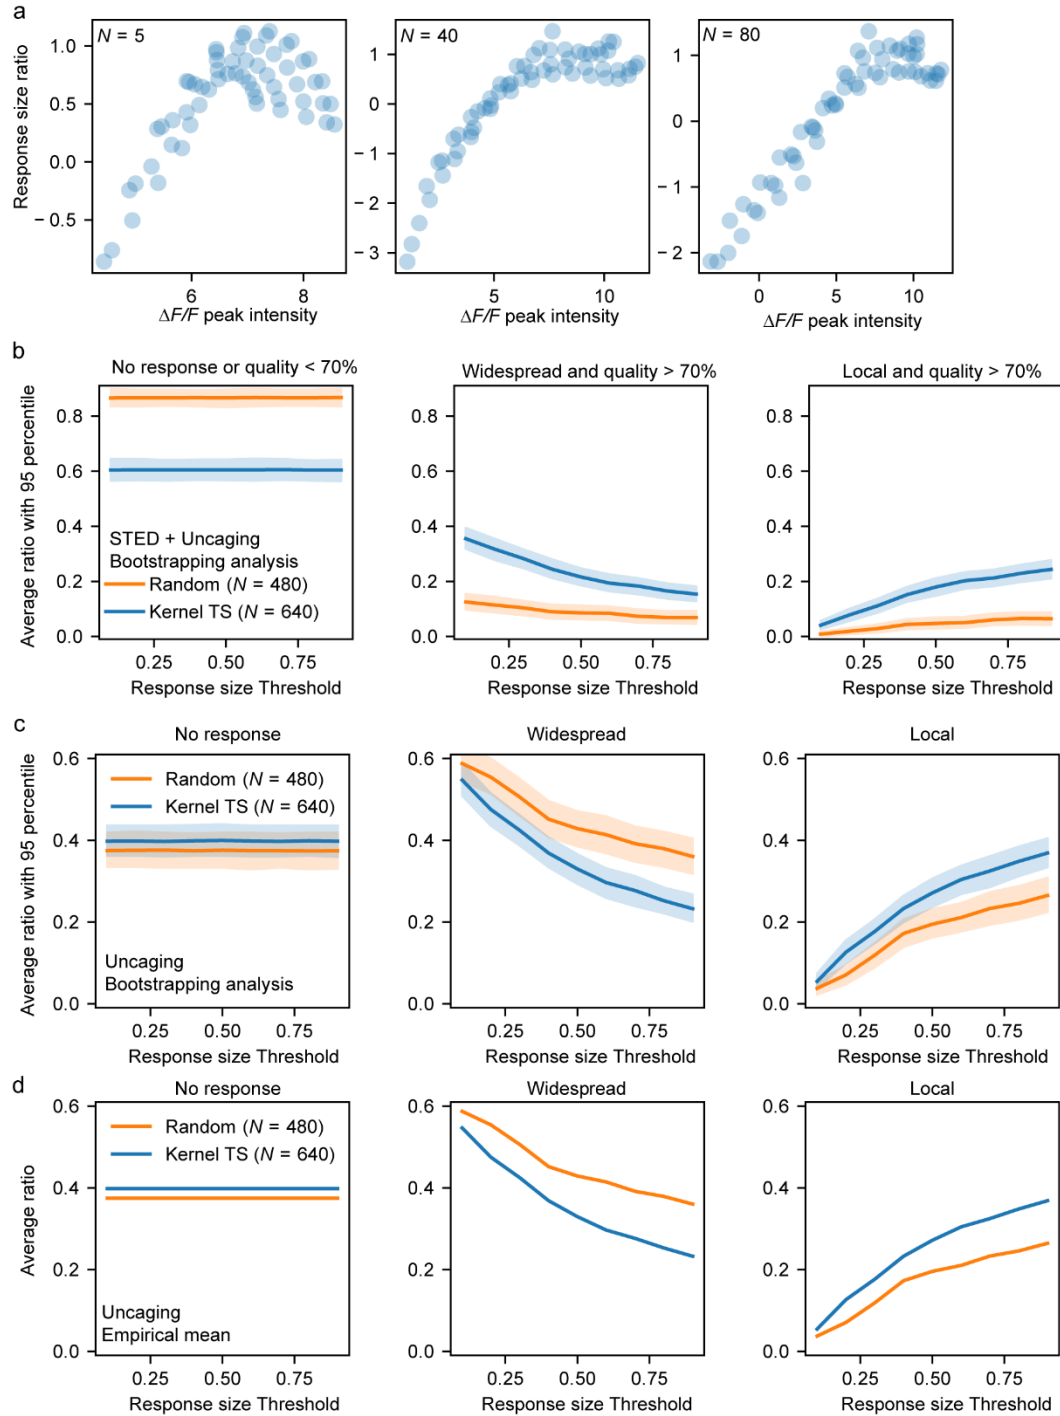 a
N = 5
N = 40
N = 80
Response size ratio
1.0
0.5
0.0
− 0.5
1
0
− 1
− 2
− 3
1
0
− 1
− 2
6
8
5
10
0
5
10
ΔF/F peak intensity
ΔF/F peak intensity
ΔF/F peak intensity
b
No response or quality < 70%
Widespread and quality > 70%
Local and quality > 70%
Average ratio with 95 percentile
0.8
0.6
0.4
0.2
0.0
STED + Uncaging
Bootstrapping analysis
Random (N = 480)
Kernel TS (N = 640)
0.8
0.6
0.4
0.2
0.0
0.8
0.6
0.4
0.2
0.0
0.25 0.50 0.75
0.25 0.50 0.75
0.25 0.50 0.75
Response size Threshold
Response size Threshold
Response size Threshold
c
No response
Widespread
Local
Average ratio with 95 percentile
0.6
0.4
0.2
0.0
Random (N = 480)
Kernel TS (N = 640)
Uncaging
Bootstrapping analysis
0.6
0.4
0.2
0.0
0.6
0.4
0.2
0.0
0.25 0.50 0.75
0.25 0.50 0.75
0.25 0.50 0.75
Response size Threshold
Response size Threshold
Response size Threshold
d
No response
Widespread
Local
Average ratio
0.6
0.4
0.2
0.0
Random (N = 480)
Kernel TS (N = 640)
Uncaging
Empirical mean
0.6
0.4
0.2
0.0
0.6
0.4
0.2
0.0
0.25 0.50 0.75
0.25 0.50 0.75
0.25 0.50 0.75
Response size Threshold
Response size Threshold
Response size Threshold